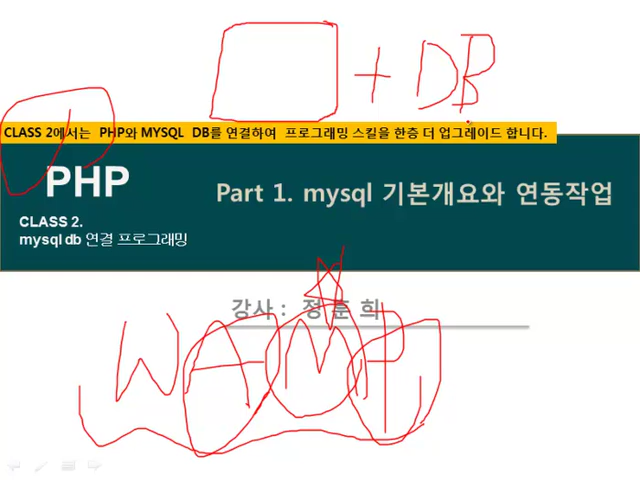 + DB
CLASS 2에서는 PHP와 MYSQL DB를 연결하여 프로그래밍 스킬을 한층 더 업그레이드 합니다.
PHP
Part 1. mysql 기본개요와 연동작업
CLASS 2.
mysql db 연결 프로그래밍
강사 : 정 훈 희
WAMP